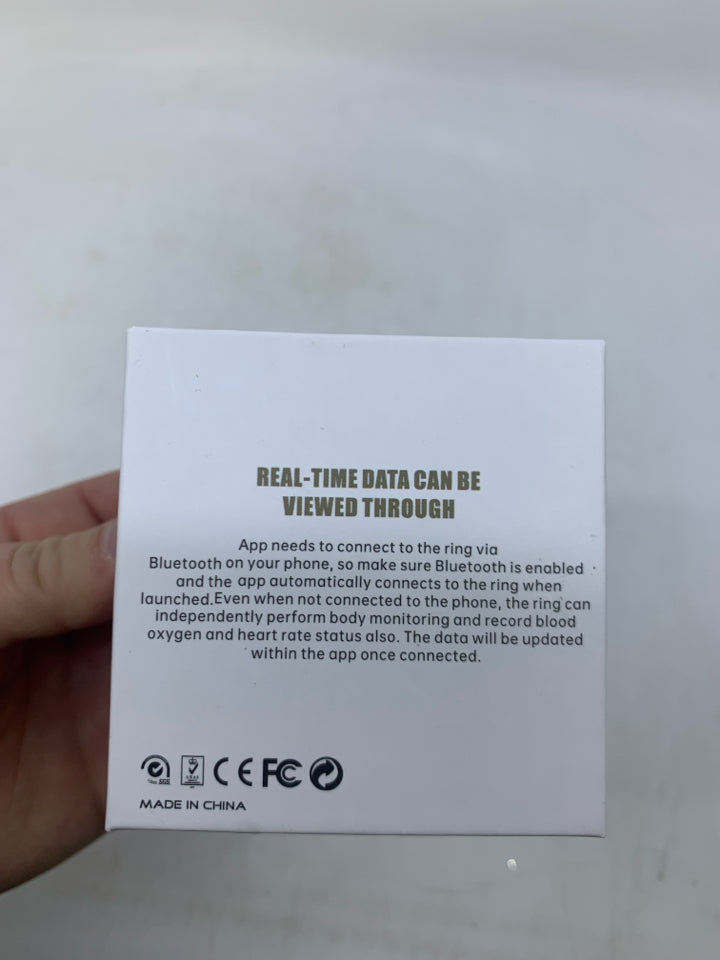 REAL-TIME DATA CAN BE
VIEWED THROUGH
App needs to connect to the ring via
Bluetooth on your phone, so make sure Bluetooth is enabled
and the app automatically connects to the ring when
launched.Even when not connected to the phone, the ring can
independently perform body monitoring and record blood
oxygen and heart rate status also. The data will be updated
within the app once connected.
SGS CE FC
MADE IN CHINA